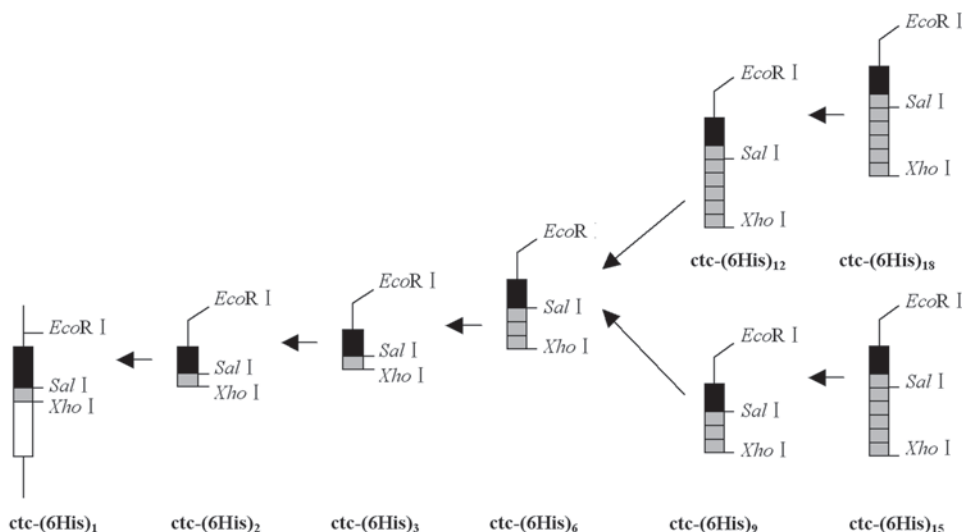 EcoR I
Sal I
Xho I
ctc-(6His)₁₂
EcoR I
Sal I
Xho I
ctc-(6His)₁₈
EcoR I
Sal I
Xho I
ctc-(6His)₁
EcoR I
Sal I
Xho I
ctc-(6His)₂
EcoR I
Sal I
Xho I
ctc-(6His)₃
EcoR I
Sal I
Xho I
ctc-(6His)₆
EcoR I
Sal I
Xho I
ctc-(6His)₉
EcoR I
Sal I
Xho I
ctc-(6His)₁₅